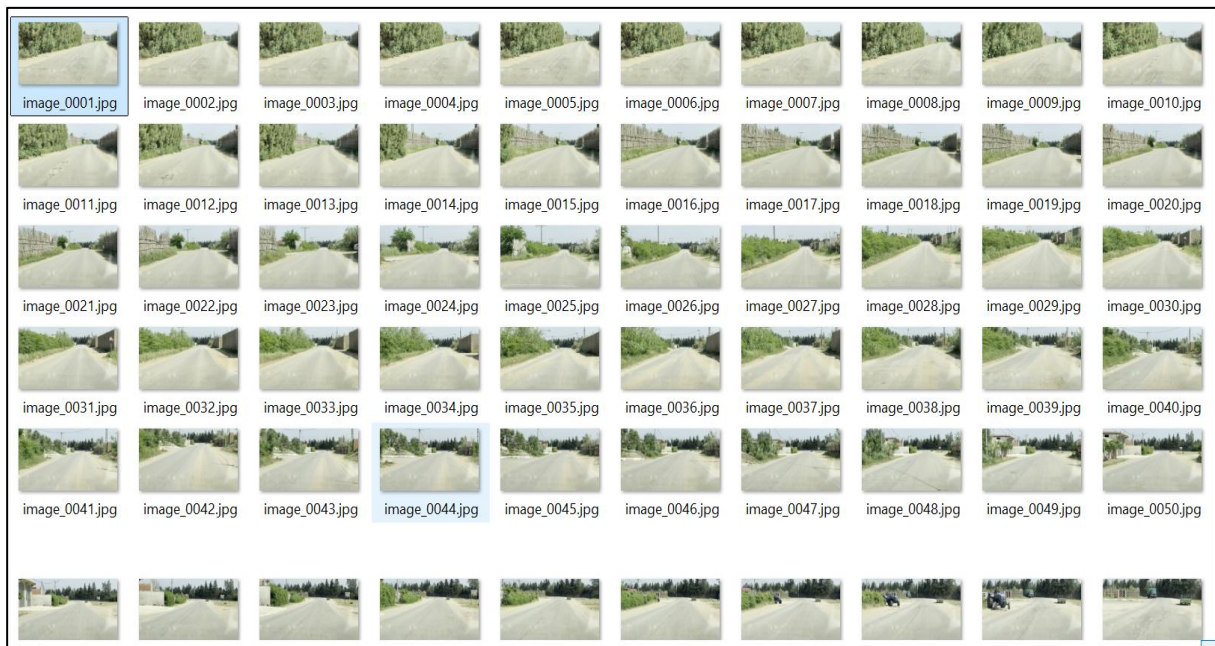 image_0001.jpg image_0002.jpg image_0003.jpg image_0004.jpg image_0005.jpg image_0006.jpg image_0007.jpg image_0008.jpg image_0009.jpg image_0010.jpg
image_0011.jpg image_0012.jpg image_0013.jpg image_0014.jpg image_0015.jpg image_0016.jpg image_0017.jpg image_0018.jpg image_0019.jpg image_0020.jpg
image_0021.jpg image_0022.jpg image_0023.jpg image_0024.jpg image_0025.jpg image_0026.jpg image_0027.jpg image_0028.jpg image_0029.jpg image_0030.jpg
image_0031.jpg image_0032.jpg image_0033.jpg image_0034.jpg image_0035.jpg image_0036.jpg image_0037.jpg image_0038.jpg image_0039.jpg image_0040.jpg
image_0041.jpg image_0042.jpg image_0043.jpg image_0044.jpg image_0045.jpg image_0046.jpg image_0047.jpg image_0048.jpg image_0049.jpg image_0050.jpg